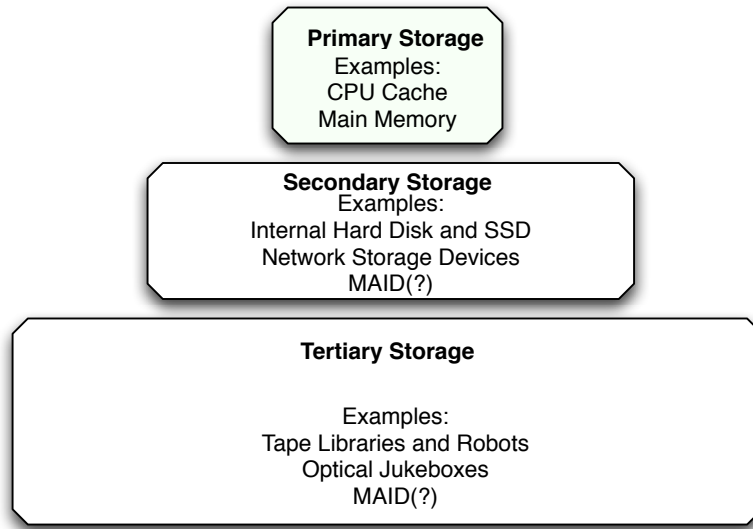 Primary Storage
Examples:
CPU Cache
Main Memory
Secondary Storage
Examples:
Internal Hard Disk and SSD
Network Storage Devices
MAID(?)
Tertiary Storage
Examples:
Tape Libraries and Robots
Optical Jukeboxes
MAID(?)